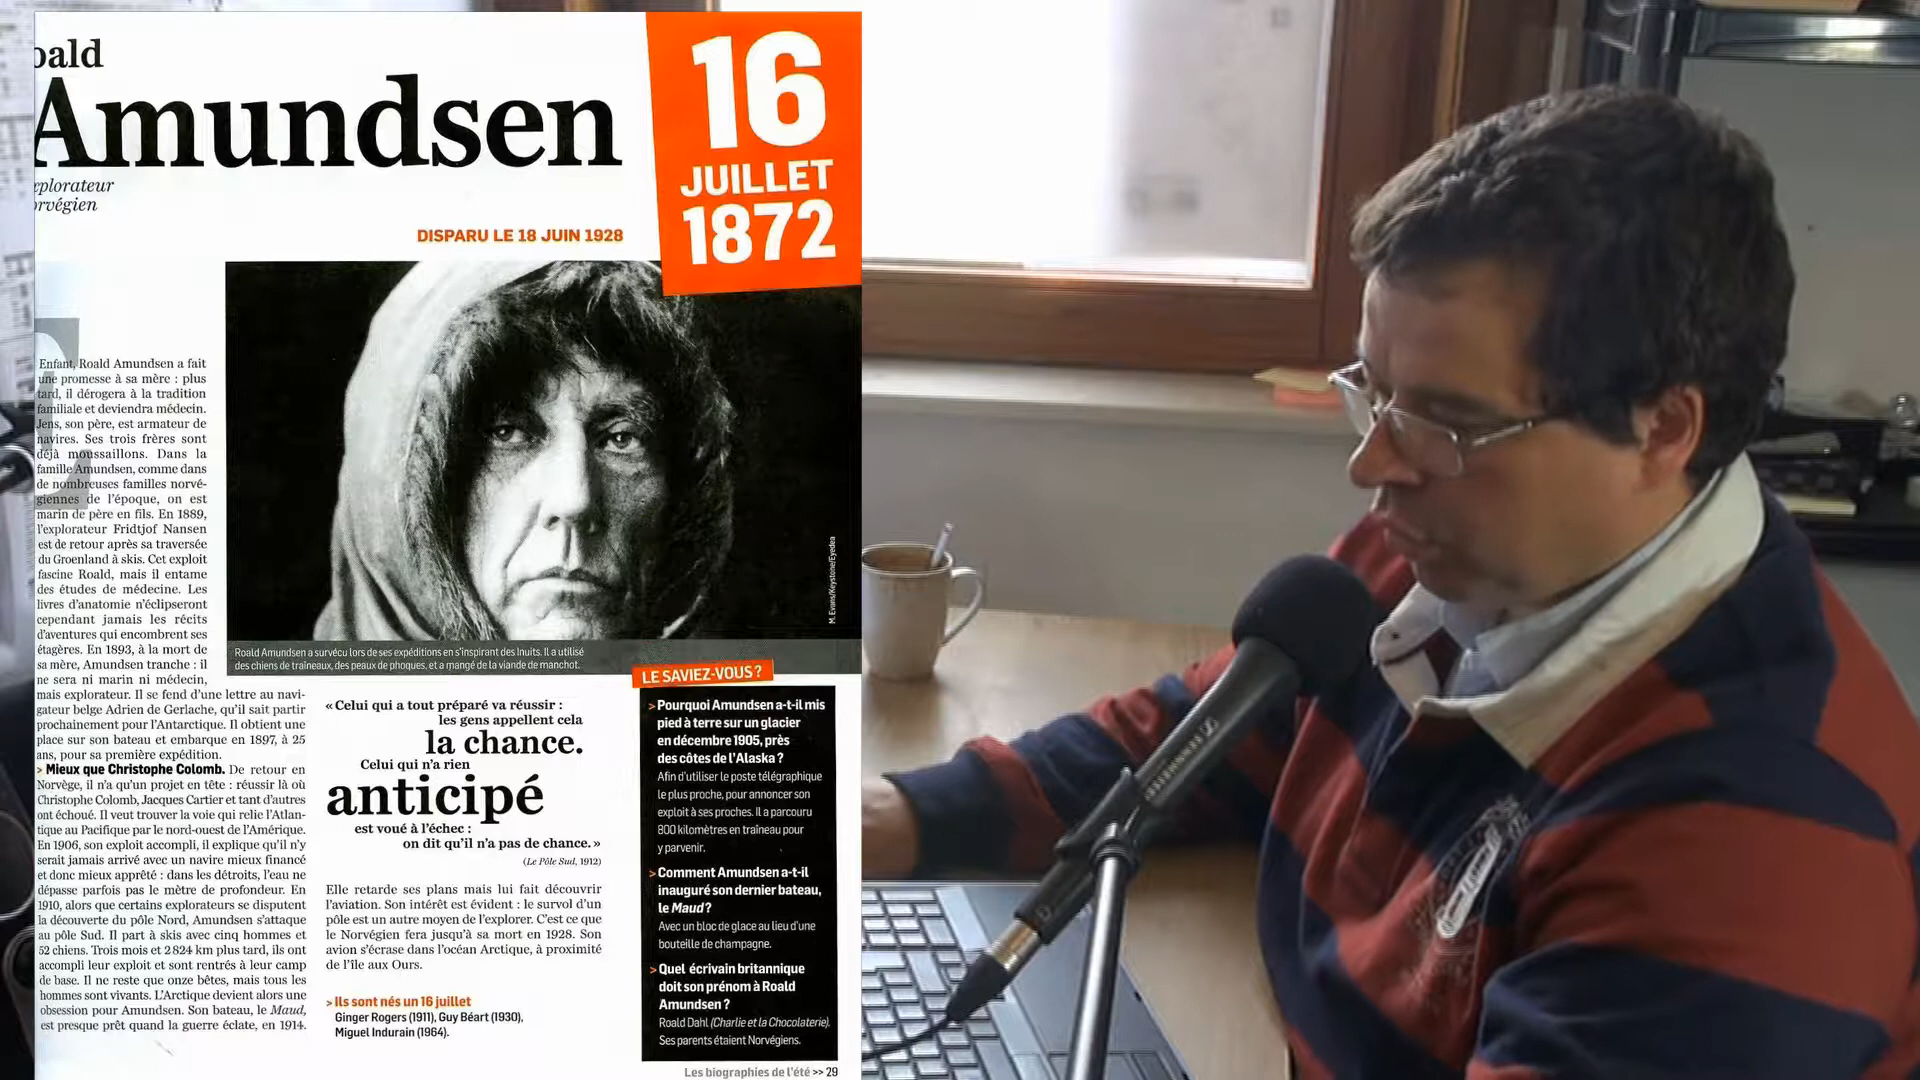 oald
Amundsen
xplorateur
orvégien
16
JUILLET
1872
DISPARU LE 18 JUIN 1928
Enfant, Roald Amundsen a fait
une promesse à sa mère : plus
tard, il dérogera à la tradition
familiale et deviendra médecin.
Jens, son père, est armateur de
navires. Ses trois frères sont
déjà moussaillons. Dans la
famille Amundsen, comme dans
de nombreuses familles norvé-
giennes de l'époque, on est
marin de père en fils. En 1889,
l'explorateur Fridtjof Nansen
est de retour après sa traversée
du Groenland à skis. Cet exploit
fascine Roald, mais il entame
des études de médecine. Les
livres d'anatomie n'éclipseront
cependant jamais les récits
d'aventures qui encombrent ses
étagères. En 1893, à la mort de
sa mère, Amundsen tranche : il
ne sera ni marin ni médecin,
mais explorateur. Il se fend d'une lettre au navi-
gateur belge Adrien de Gerlache, qu'il sait partir
prochainement pour l'Antarctique. Il obtient une
place sur son bateau et embarque en 1897, à 25
ans, pour sa première expédition.
> Mieux que Christophe Colomb. De retour en
Norvège, il n'a qu'un projet en tête : réussir là où
Christophe Colomb, Jacques Cartier et tant d'autres
ont échoué. Il veut trouver la voie qui relie l'Atlan-
tique au Pacifique par le nord-ouest de l'Amérique.
En 1906, son exploit accompli, il explique qu'il n'y
serait jamais arrivé avec un navire mieux financé
et donc mieux apprêté : dans les détroits, l'eau ne
dépasse parfois pas le mètre de profondeur. En
1910, alors que certains explorateurs se disputent
la découverte du pôle Nord, Amundsen s'attaque
au pôle Sud. Il part à skis avec cinq hommes et
52 chiens. Trois mois et 2 824 km plus tard, ils ont
accompli leur exploit et sont rentrés à leur camp
de base. Il ne reste que onze bêtes, mais tous les
hommes sont vivants. L'Arctique devient alors une
obsession pour Amundsen. Son bateau, le Maud,
est presque prêt quand la guerre éclate, en 1914.
M. Evans/Keystone/Eyedea
Roald Amundsen a survécu lors de ses expéditions en s'inspirant des Inuits. Il a utilisé
des chiens de traîneaux, des peaux de phoques, et a mangé de la viande de manchot.
« Celui qui a tout préparé va réussir :
les gens appellent cela
la chance.
Celui qui n'a rien
anticipé
est voué à l'échec :
on dit qu'il n'a pas de chance. »
(Le Pôle Sud, 1912)
Elle retarde ses plans mais lui fait découvrir
l'aviation. Son intérêt est évident : le survol d'un
pôle est un autre moyen de l'explorer. C'est ce que
le Norvégien fera jusqu'à sa mort en 1928. Son
avion s'écrase dans l'océan Arctique, à proximité
de l'île aux Ours.
> Ils sont nés un 16 juillet
Ginger Rogers (1911), Guy Béart (1930),
Miguel Indurain (1964).
LE SAVIEZ-VOUS ?
> Pourquoi Amundsen a-t-il mis
pied à terre sur un glacier
en décembre 1905, près
des côtes de l'Alaska ?
Afin d'utiliser le poste télégraphique
le plus proche, pour annoncer son
exploit à ses proches. Il a parcouru
800 kilomètres en traîneau pour
y parvenir.
> Comment Amundsen a-t-il
inauguré son dernier bateau,
le Maud ?
Avec un bloc de glace au lieu d'une
bouteille de champagne.
> Quel écrivain britannique
doit son prénom à Roald
Amundsen ?
Roald Dahl (Charlie et la Chocolaterie).
Ses parents étaient Norvégiens.
Les biographies de l'été >> 29
SENNHEISER